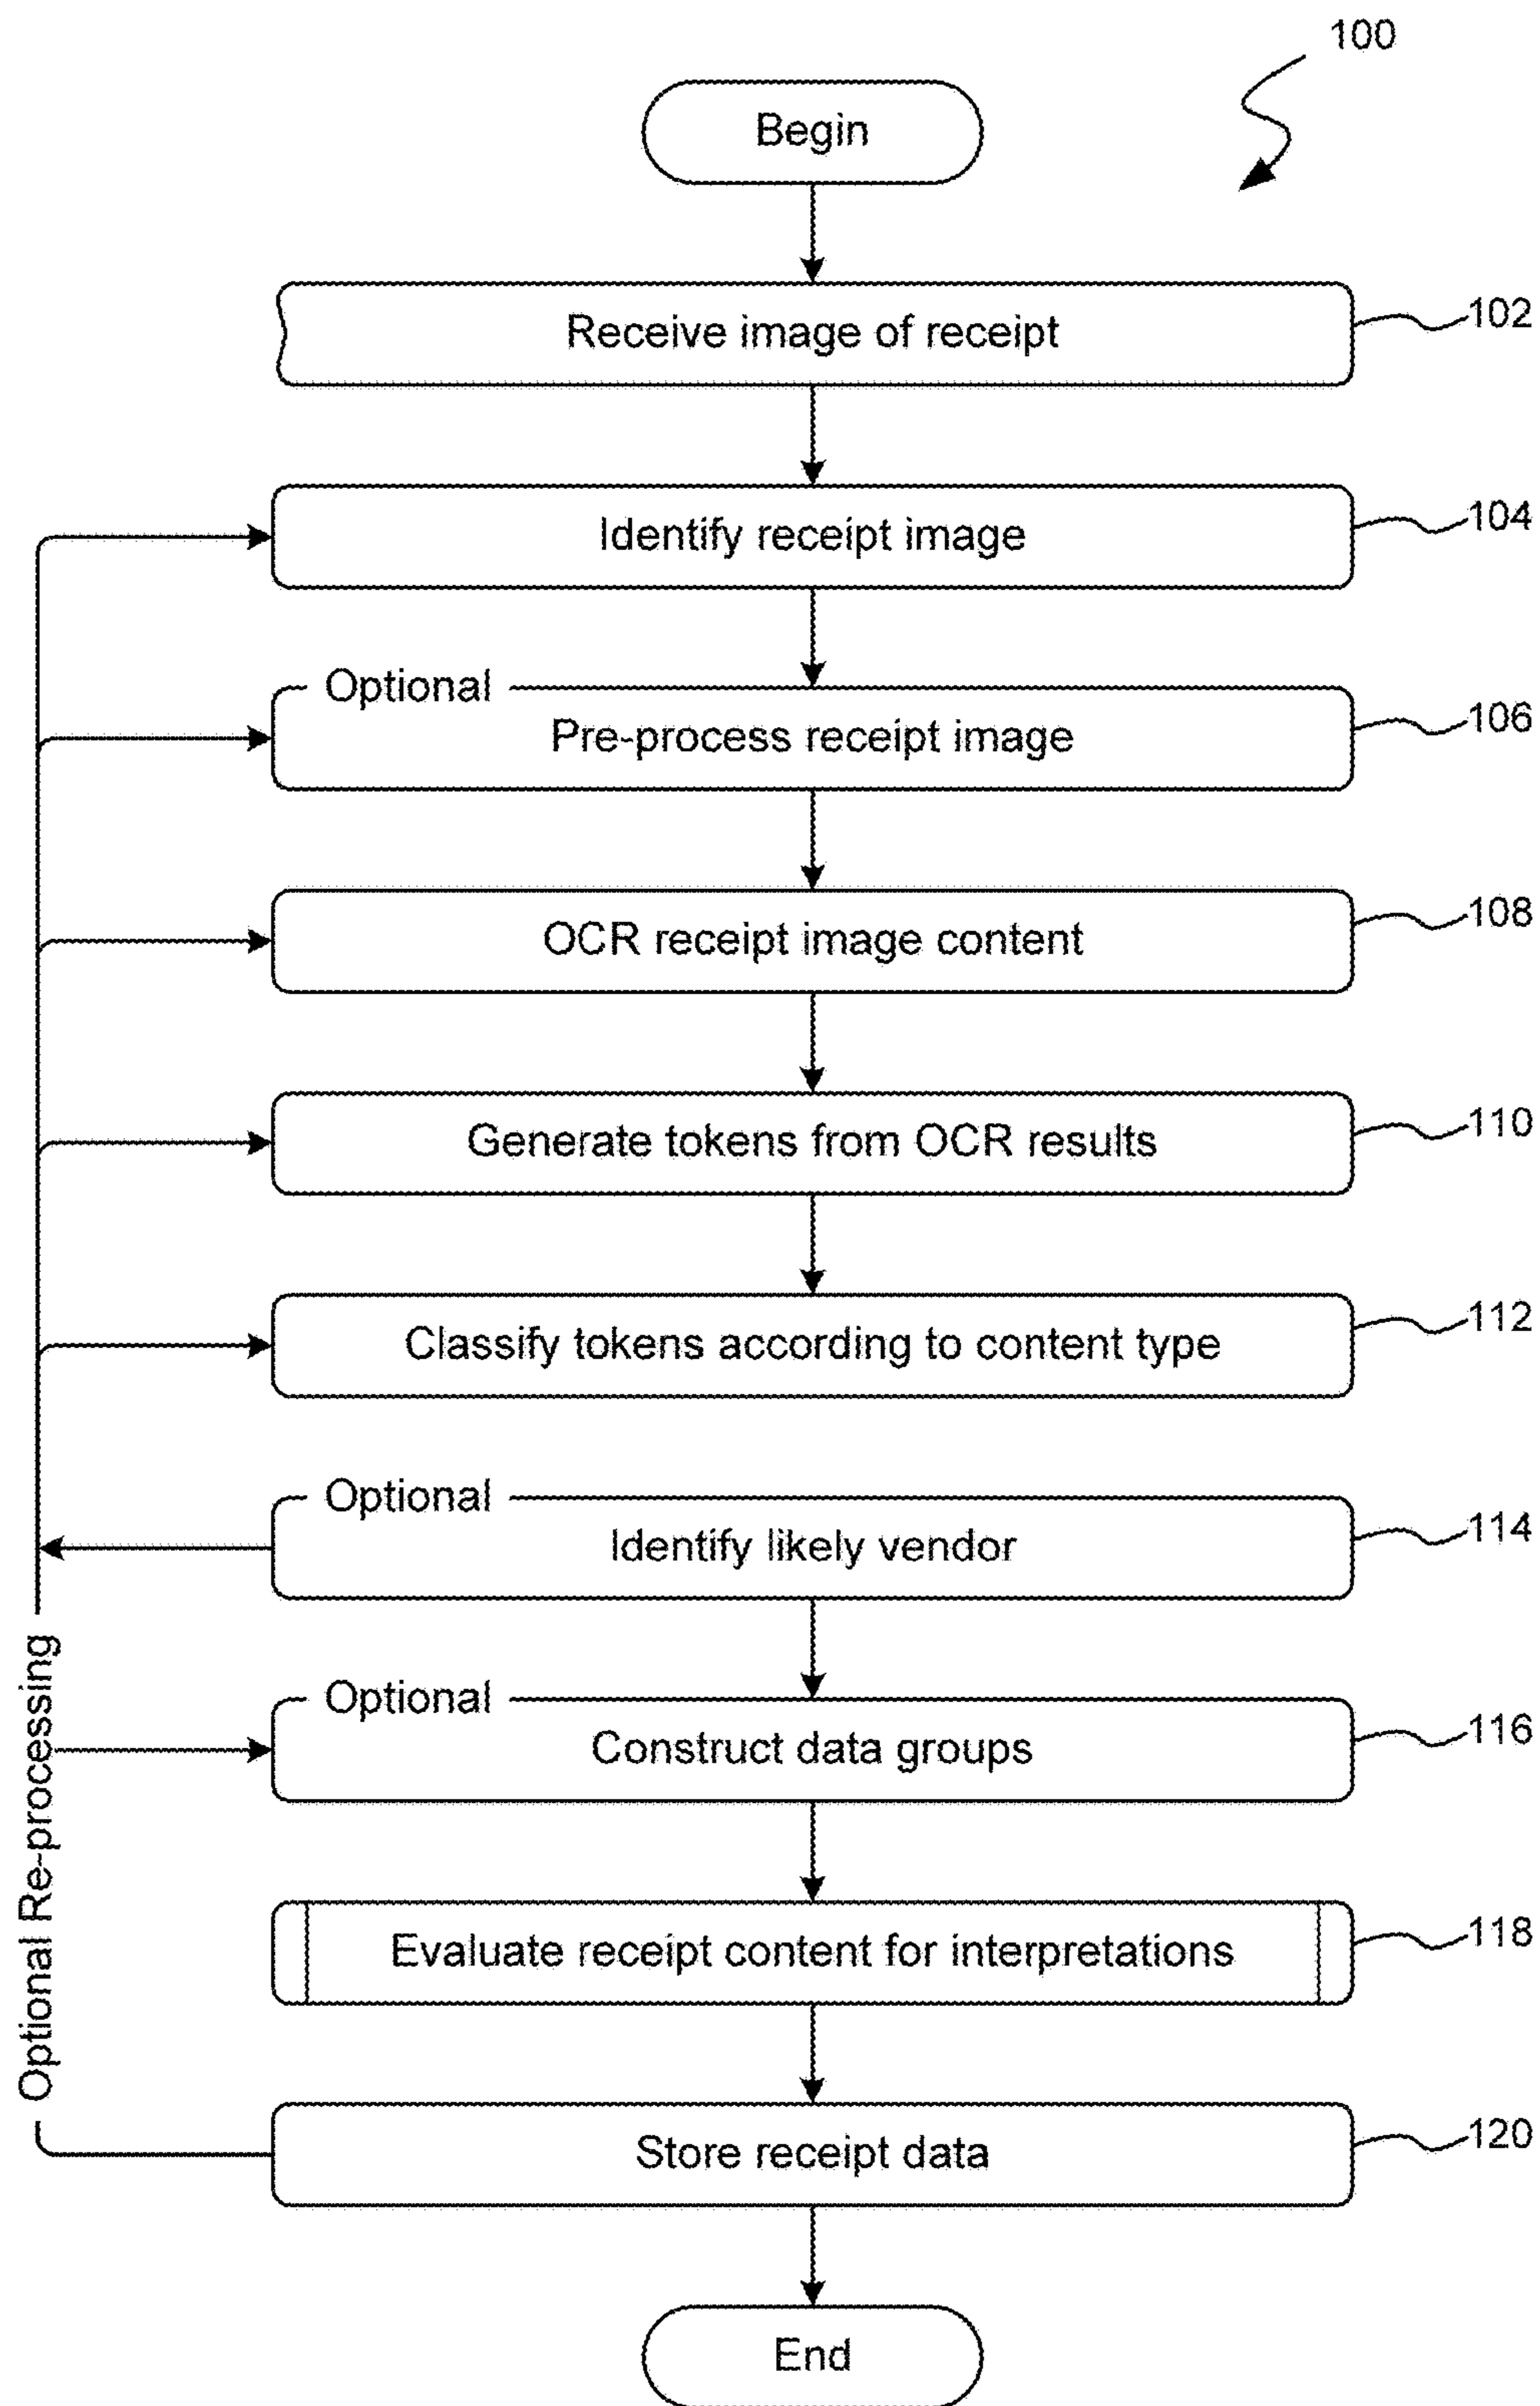 100
Begin
Receive image of receipt
102
Identify receipt image
104
Optional
Pre-process receipt image
106
OCR receipt image content
108
Generate tokens from OCR results
110
Classify tokens according to content type
112
Optional
Identify likely vendor
114
Optional
Construct data groups
116
Optional Re-processing
Evaluate receipt content for interpretations
118
Store receipt data
120
End